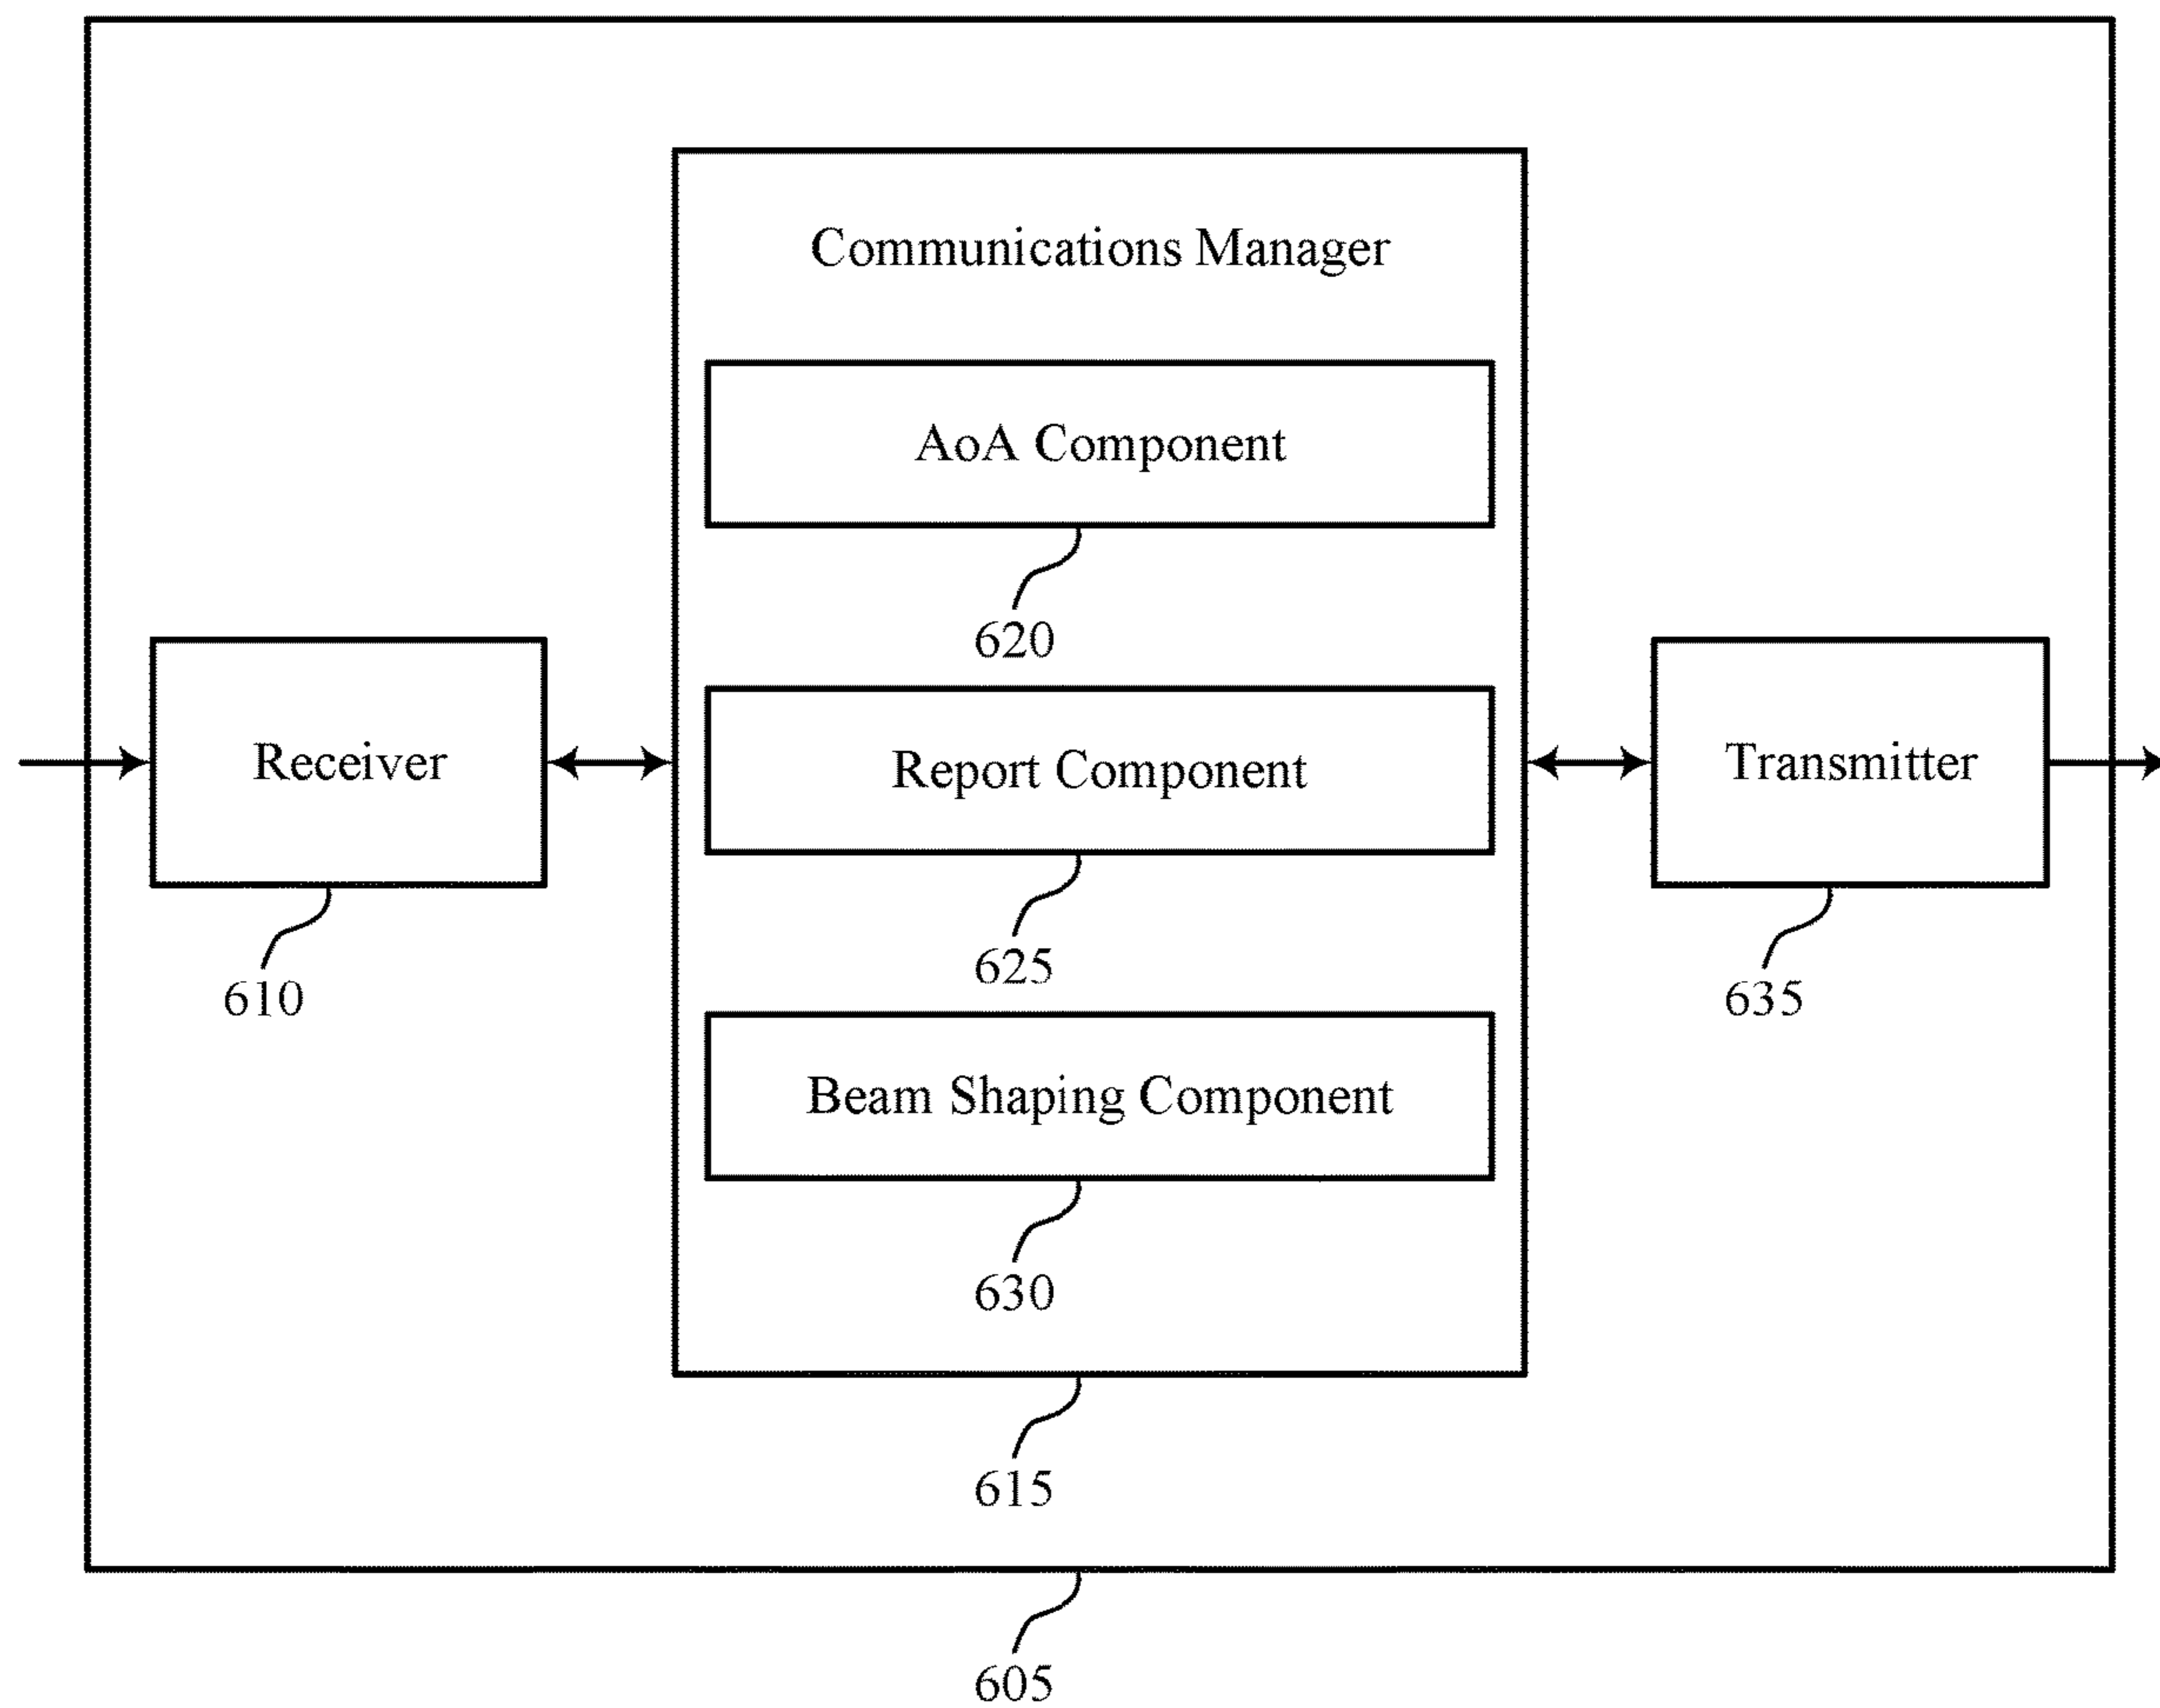 Communications Manager
AoA Component
620
Receiver
610
Report Component
625
Transmitter
635
Beam Shaping Component
630
615
605